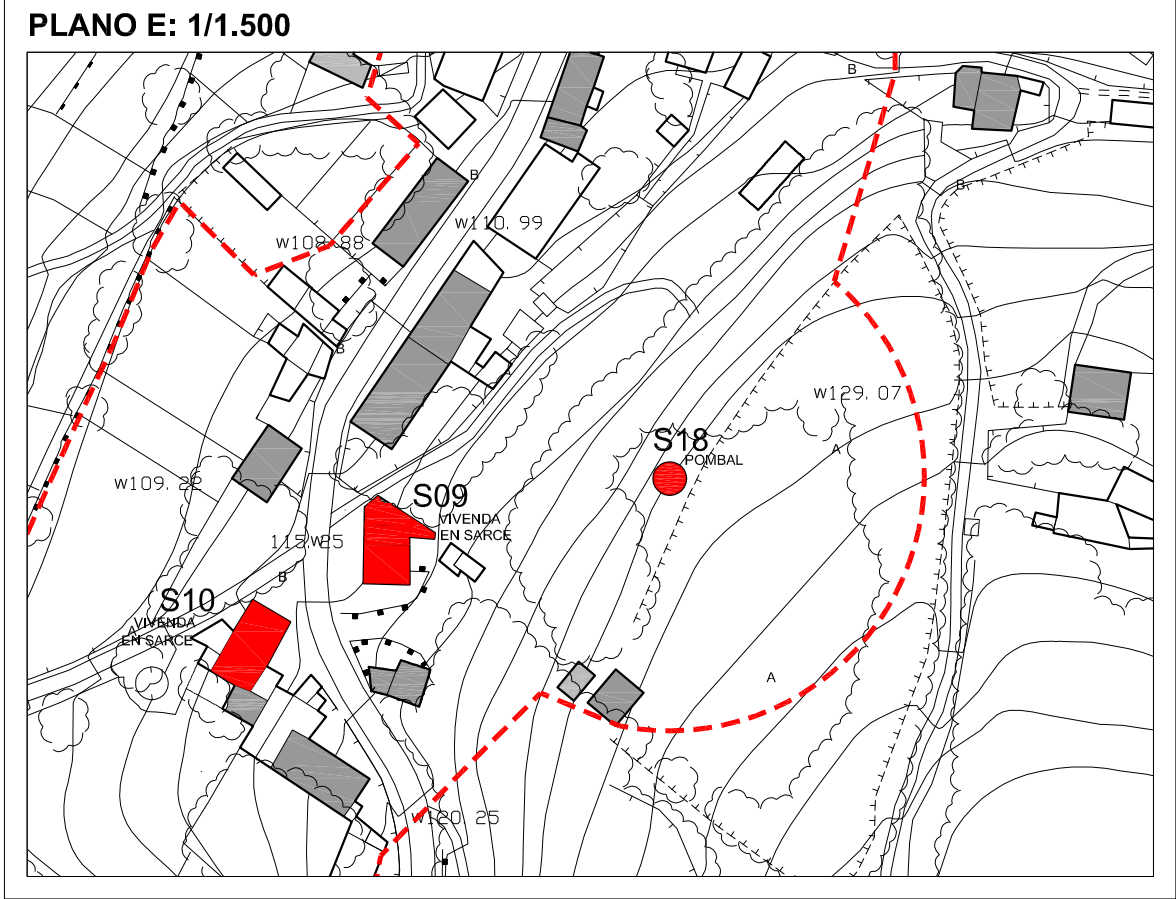 PLANO E: 1/1.500
B
B
B
W110. 99
W108. 88
B
W129. 07
S18
POMBAL
A
W109. 22
S09
VIVENDA
EN SARCE
115.W25
B
S10
VIVENDA
EN SARCE
A
A
W120. 25